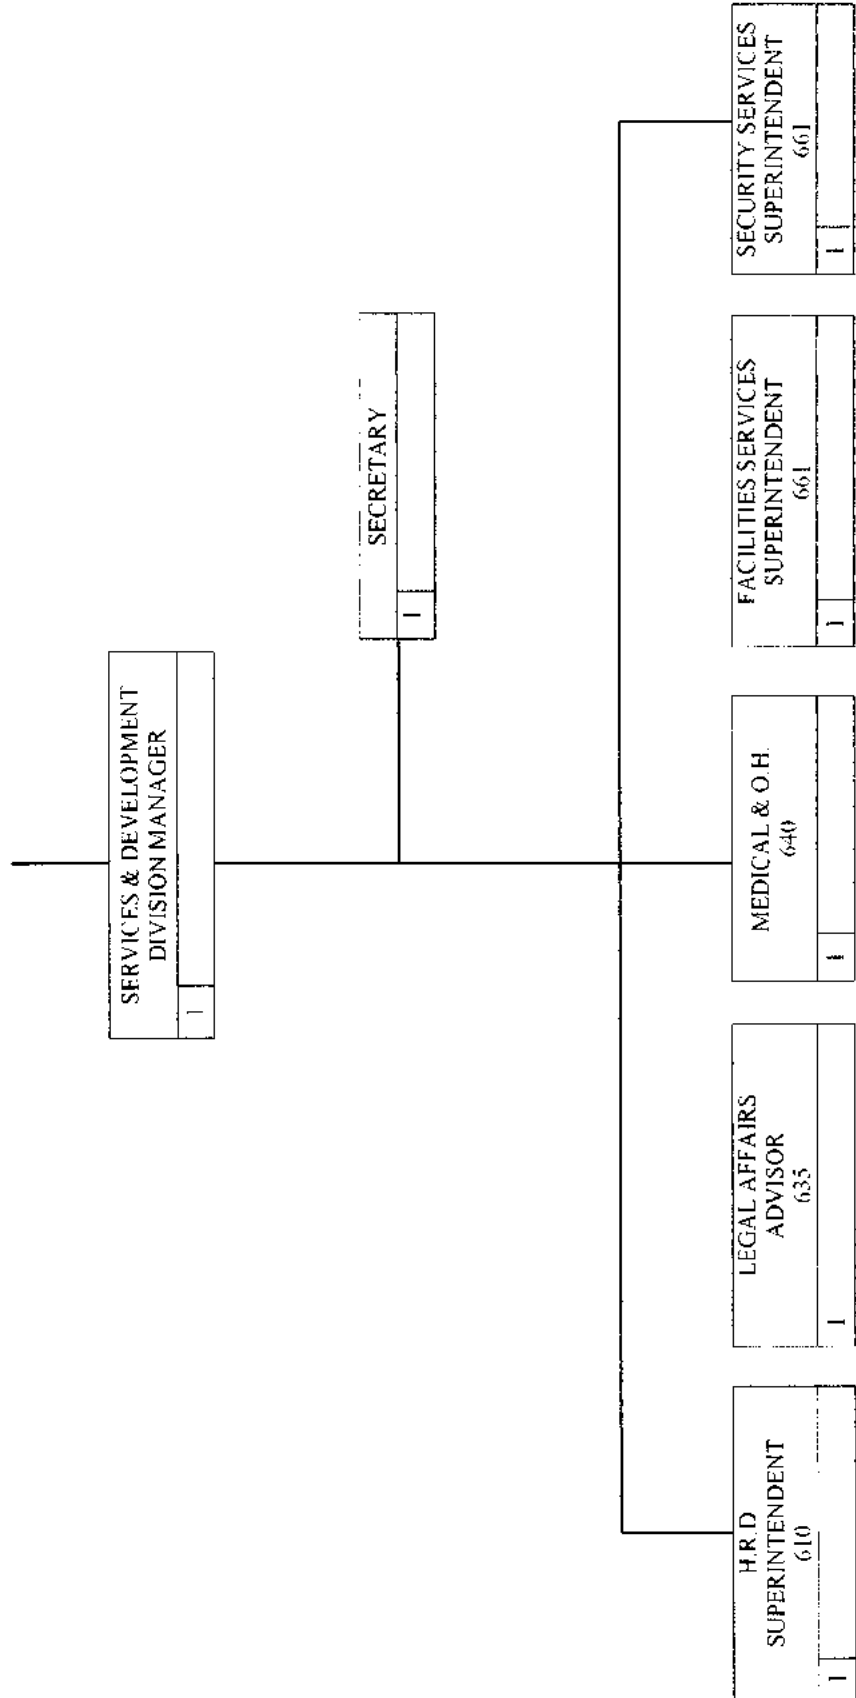 SERVICES & DEVELOPMENT
DIVISION MANAGER
1
SECRETARY
1
H.R.D
SUPERINTENDENT
610
1
LEGAL AFFAIRS
ADVISOR
635
1
MEDICAL & O.H.
640
1
FACILITIES SERVICES
SUPERINTENDENT
661
1
SECURITY SERVICES
SUPERINTENDENT
661
1